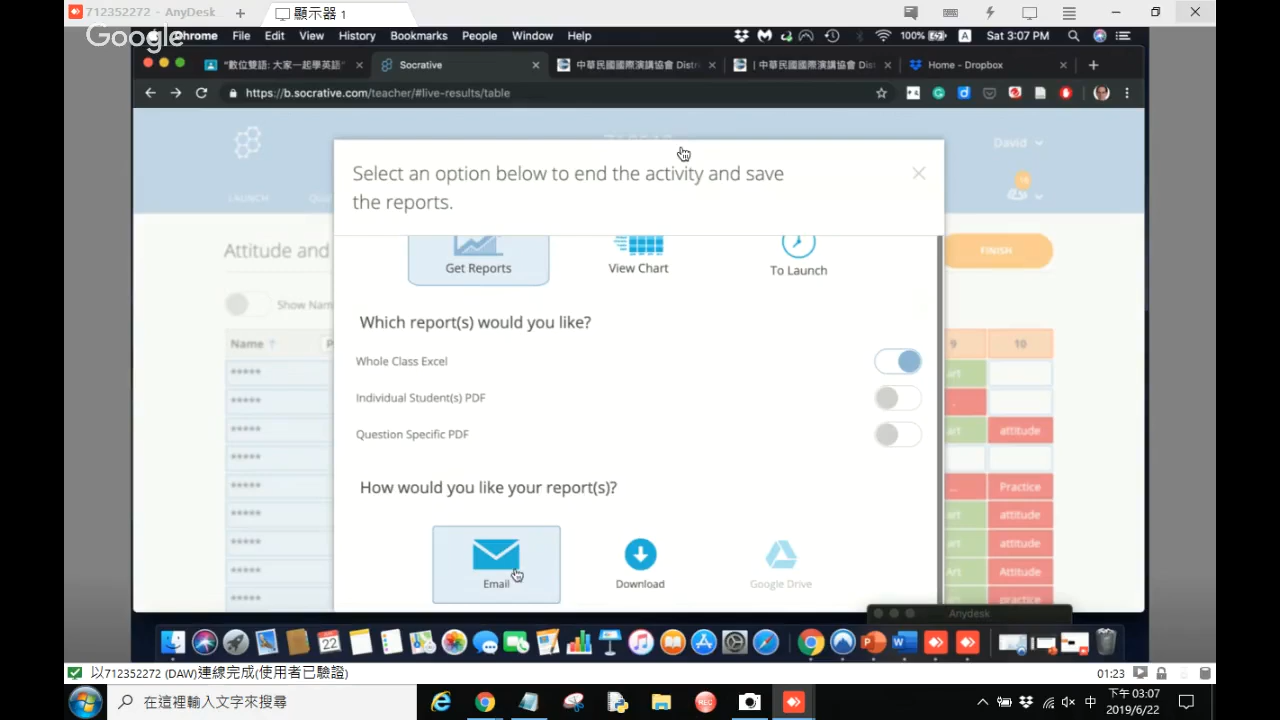 712352272 - AnyDesk
顯示器 1
Google
Chrome File Edit View History Bookmarks People Window Help
100% A Sat 3:07 PM
"數位雙語: 大家一起學英語"
Socrative
中華民國國際演講協會 Distri
| 中華民國國際演講協會 Dist
Home - Dropbox
https://b.socrative.com/teacher/#live-results/table
David
LAUNCH
Select an option below to end the activity and save
the reports.
Attitude and
FINISH
Get Reports
View Chart
To Launch
Show Nam
Which report(s) would you like?
Name ↑
P
9
10
Whole Class Excel
*****
art
Individual Student(s) PDF
*****
Question Specific PDF
*****
art
attitude
*****
How would you like your report(s)?
*****
...
Practice
*****
art
attitude
*****
art
attitude
Email
Download
Google Drive
*****
Art
Attitude
*****
practice
Anydesk
22
以712352272 (DAW)連線完成(使用者已驗證)
01:23
在這裡輸入文字來搜尋
REC
中
下午 03:07
2019/6/22